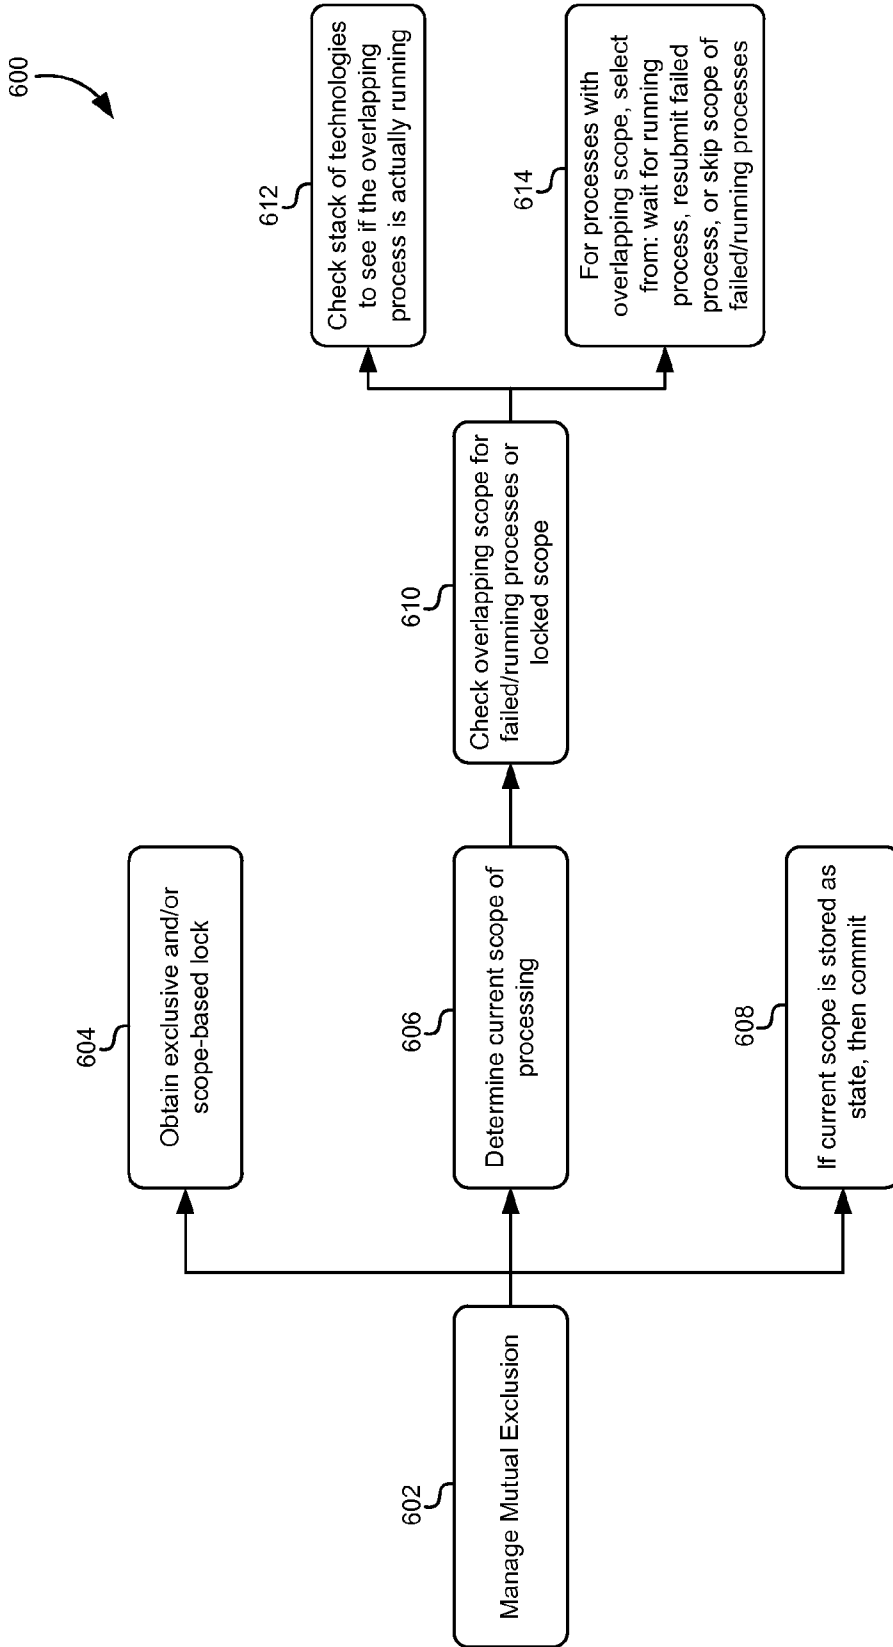 600
602
Manage Mutual Exclusion
604
Obtain exclusive and/or
scope-based lock
606
Determine current scope of
processing
608
If current scope is stored as
state, then commit
610
Check overlapping scope for
failed/running processes or
locked scope
612
Check stack of technologies
to see if the overlapping
process is actually running
614
For processes with
overlapping scope, select
from: wait for running
process, resubmit failed
process, or skip scope of
failed/running processes